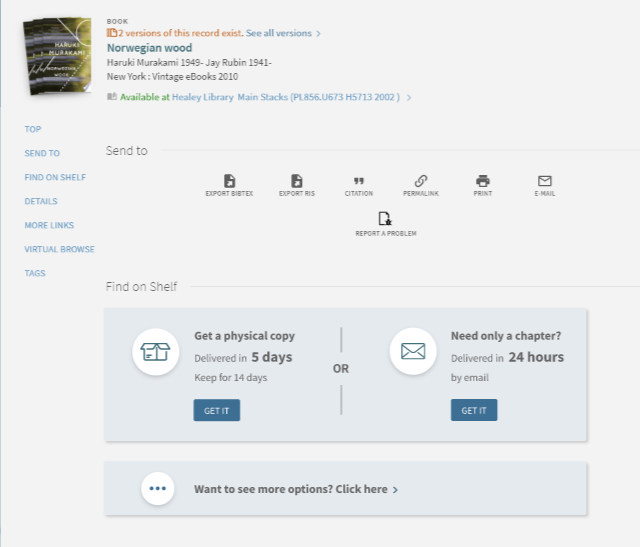 BOOK
2 versions of this record exist. See all versions
Norwegian wood
Haruki Murakami 1949- Jay Rubin 1941-
New York : Vintage eBooks 2010
Available at Healey Library Main Stacks (PL856.U673 H5713 2002 )
HARUKI
MURAKAMI
NORWEGIAN
WOOD
TOP
SEND TO
FIND ON SHELF
DETAILS
MORE LINKS
VIRTUAL BROWSE
TAGS
Send to
EXPORT BIBTEX
EXPORT RIS
CITATION
PERMALINK
PRINT
E-MAIL
REPORT A PROBLEM
Find on Shelf
Get a physical copy
Delivered in 5 days
Keep for 14 days
GET IT
OR
Need only a chapter?
Delivered in 24 hours
by email
GET IT
Want to see more options? Click here